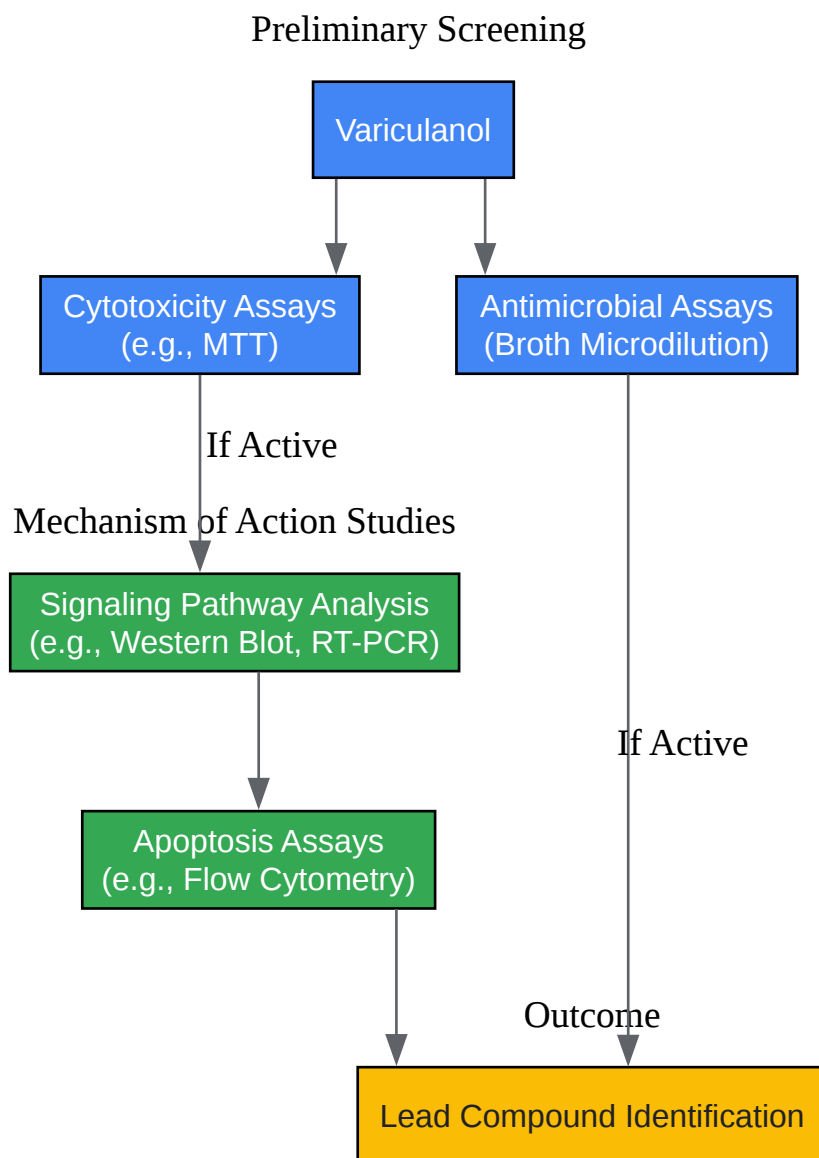 Preliminary Screening
Variculanol
Cytotoxicity Assays
(e.g., MTT)
Antimicrobial Assays
(Broth Microdilution)
If Active
Mechanism of Action Studies
Signaling Pathway Analysis
(e.g., Western Blot, RT-PCR)
If Active
Apoptosis Assays
(e.g., Flow Cytometry)
Outcome
Lead Compound Identification